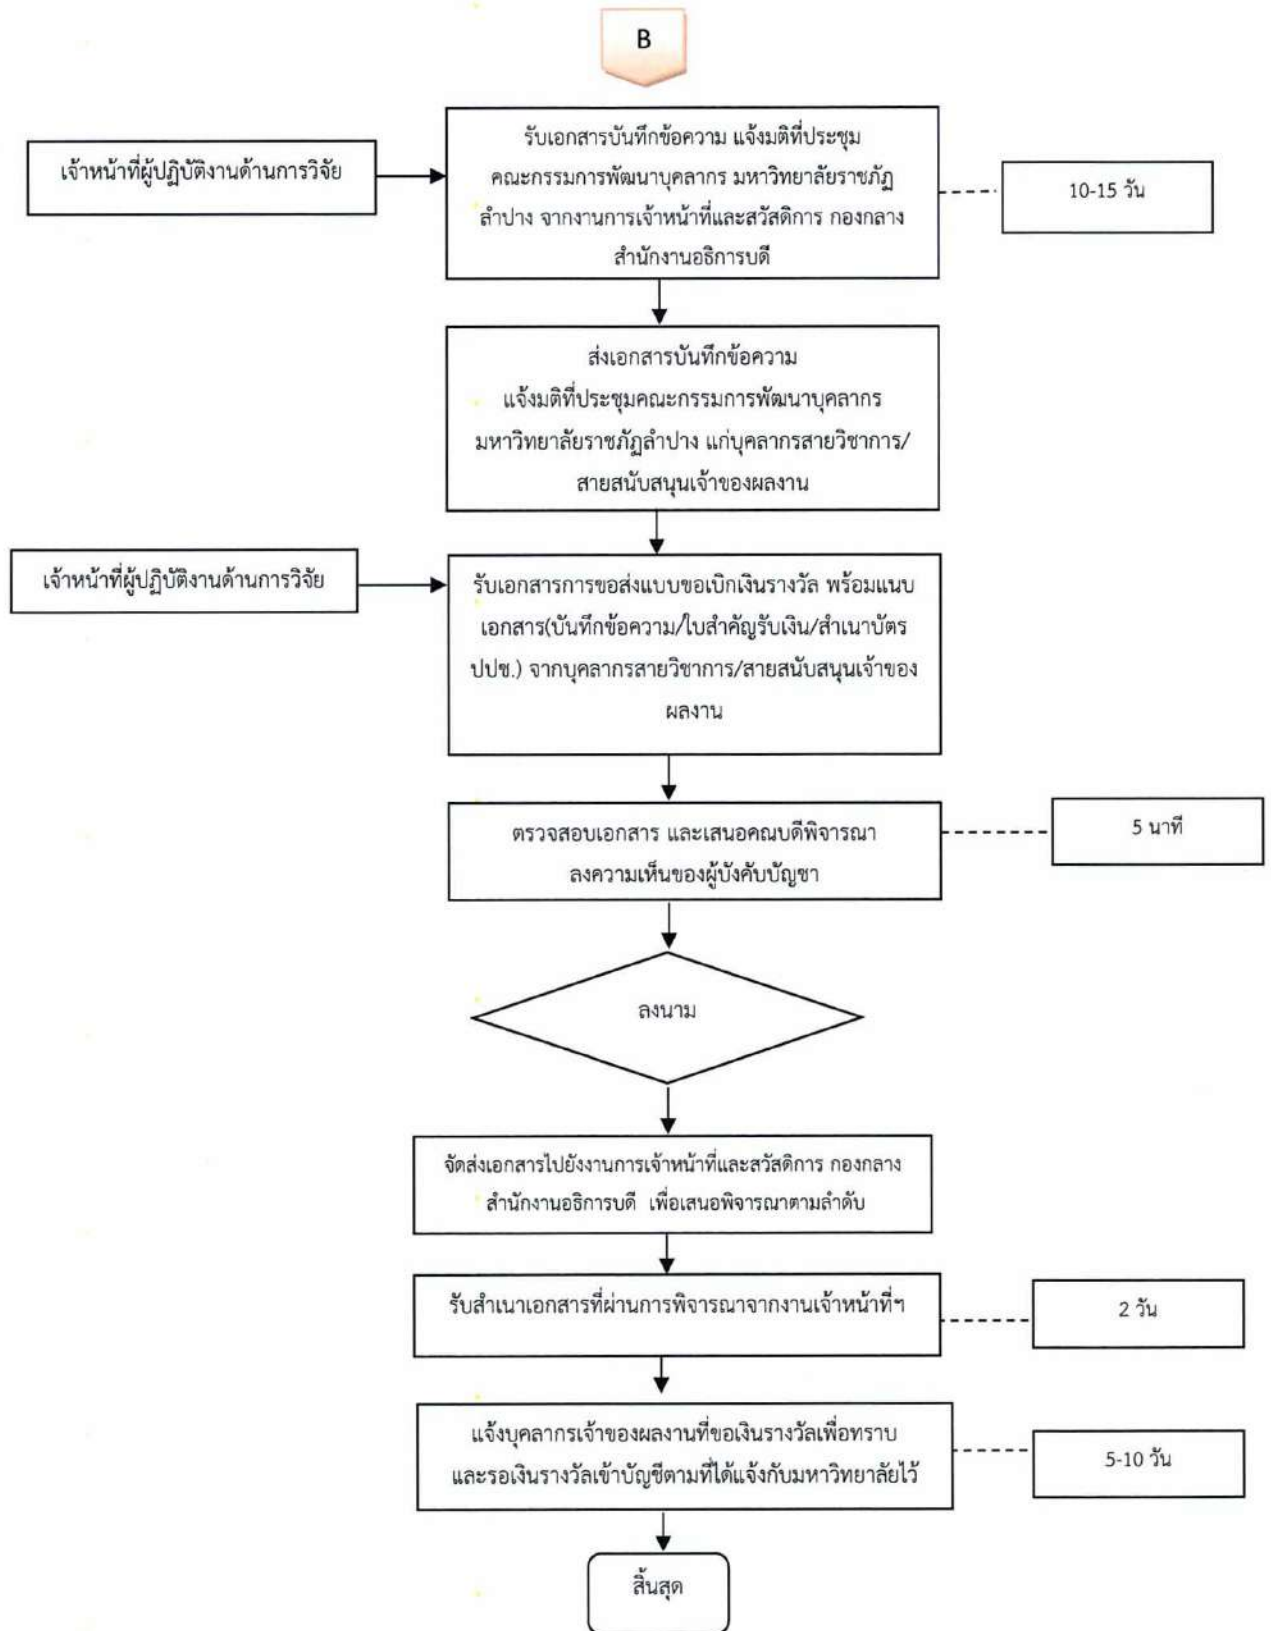 B
เจ้าหน้าที่ผู้ปฏิบัติงานด้านการวิจัย
รับเอกสารบันทึกข้อความ แจ้งมติที่ประชุม
คณะกรรมการพัฒนาบุคลากร มหาวิทยาลัยราชภัฏ
ลำปาง จากงานการเจ้าหน้าที่และสวัสดิการ กองกลาง
สำนักงานอธิการบดี
10-15 วัน
ส่งเอกสารบันทึกข้อความ
แจ้งมติที่ประชุมคณะกรรมการพัฒนาบุคลากร
มหาวิทยาลัยราชภัฏลำปาง แก่บุคลากรสายวิชาการ/
สายสนับสนุนเจ้าของผลงาน
เจ้าหน้าที่ผู้ปฏิบัติงานด้านการวิจัย
รับเอกสารการขอส่งแบบขอเบิกเงินรางวัล พร้อมแนบ
เอกสาร(บันทึกข้อความ/ใบสำคัญรับเงิน/สำเนาบัตร
ปปช.) จากบุคลากรสายวิชาการ/สายสนับสนุนเจ้าของ
ผลงาน
ตรวจสอบเอกสาร และเสนอคณบดีพิจารณา
ลงความเห็นของผู้บังคับบัญชา
5 นาที
ลงนาม
จัดส่งเอกสารไปยังงานการเจ้าหน้าที่และสวัสดิการ กองกลาง
สำนักงานอธิการบดี เพื่อเสนอพิจารณาตามลำดับ
รับสำเนาเอกสารที่ผ่านการพิจารณาจากงานเจ้าหน้าที่ฯ
2 วัน
แจ้งบุคลากรเจ้าของผลงานที่ขอเงินรางวัลเพื่อทราบ
และรอเงินรางวัลเข้าบัญชีตามที่ได้แจ้งกับมหาวิทยาลัยไว้
5-10 วัน
สิ้นสุด